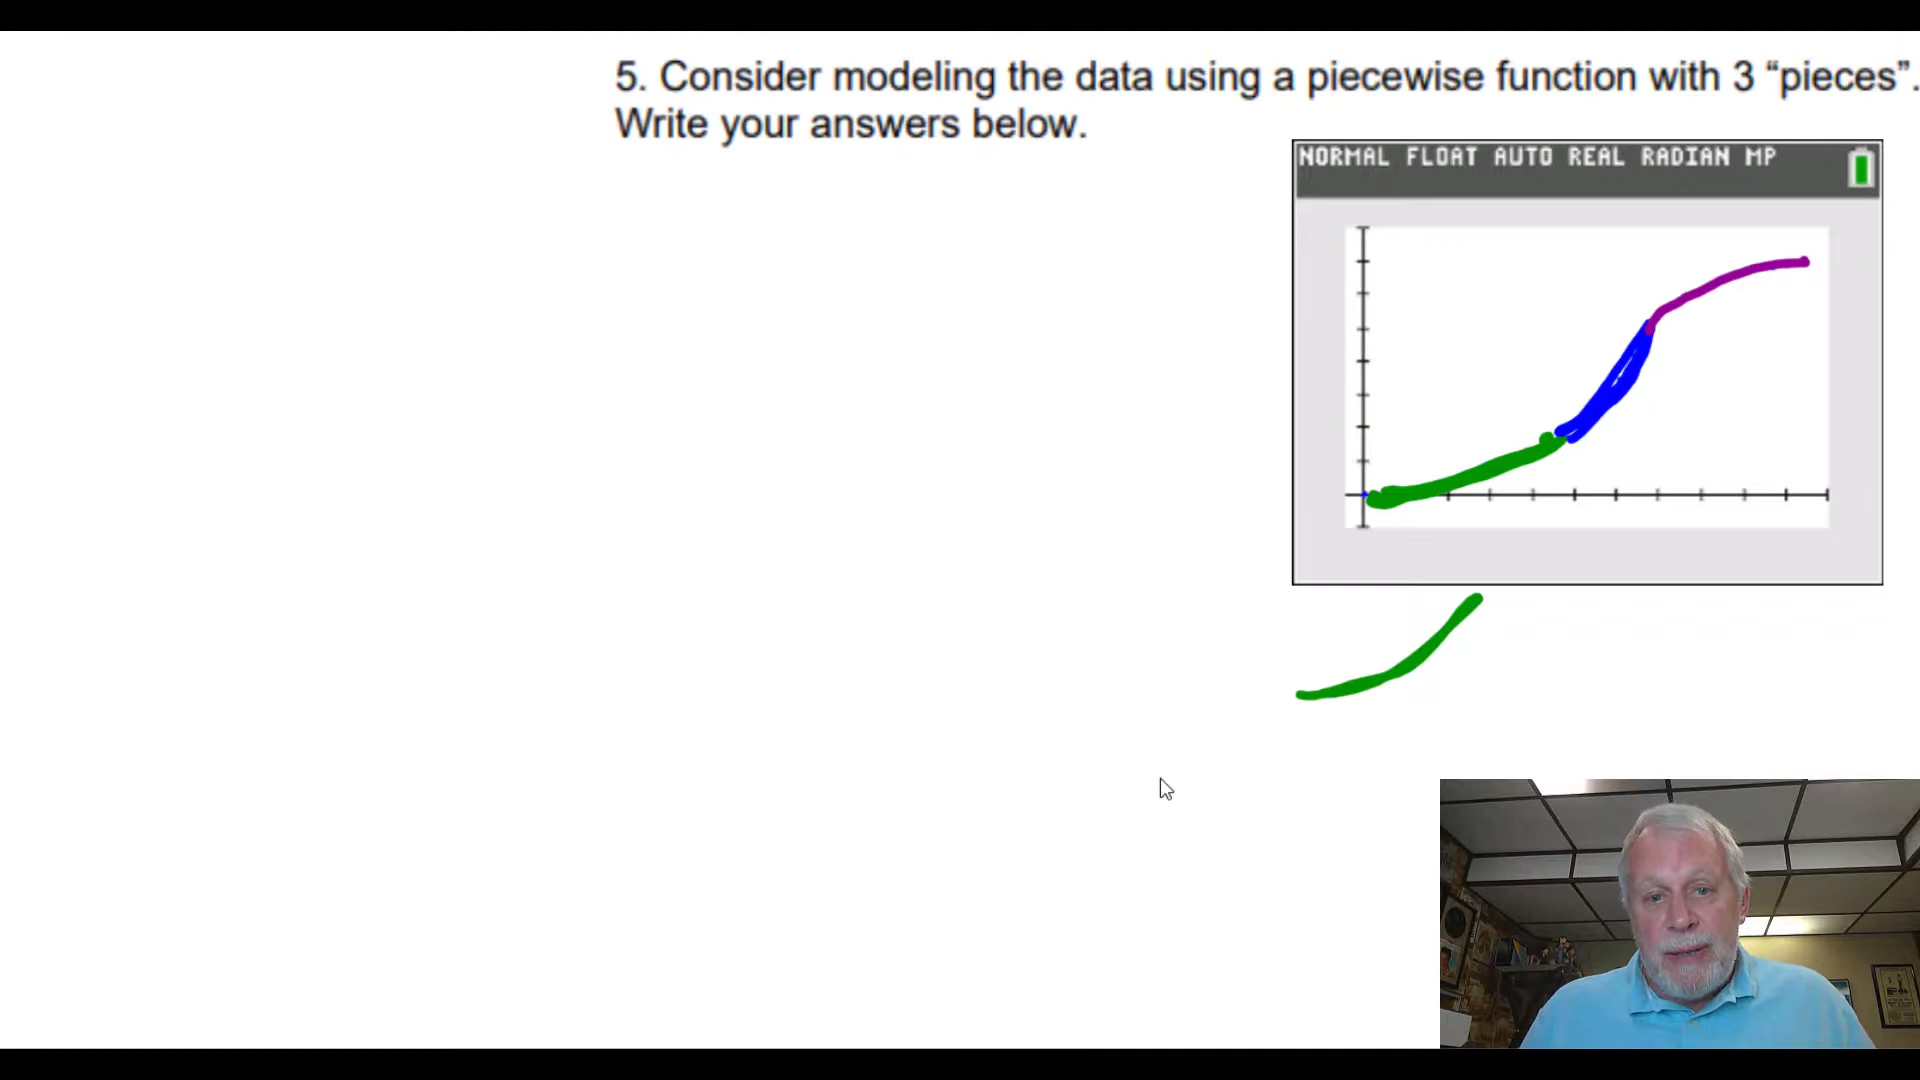 5. Consider modeling the data using a piecewise function with 3 “pieces”.
Write your answers below.
NORMAL FLOAT AUTO REAL RADIAN MP